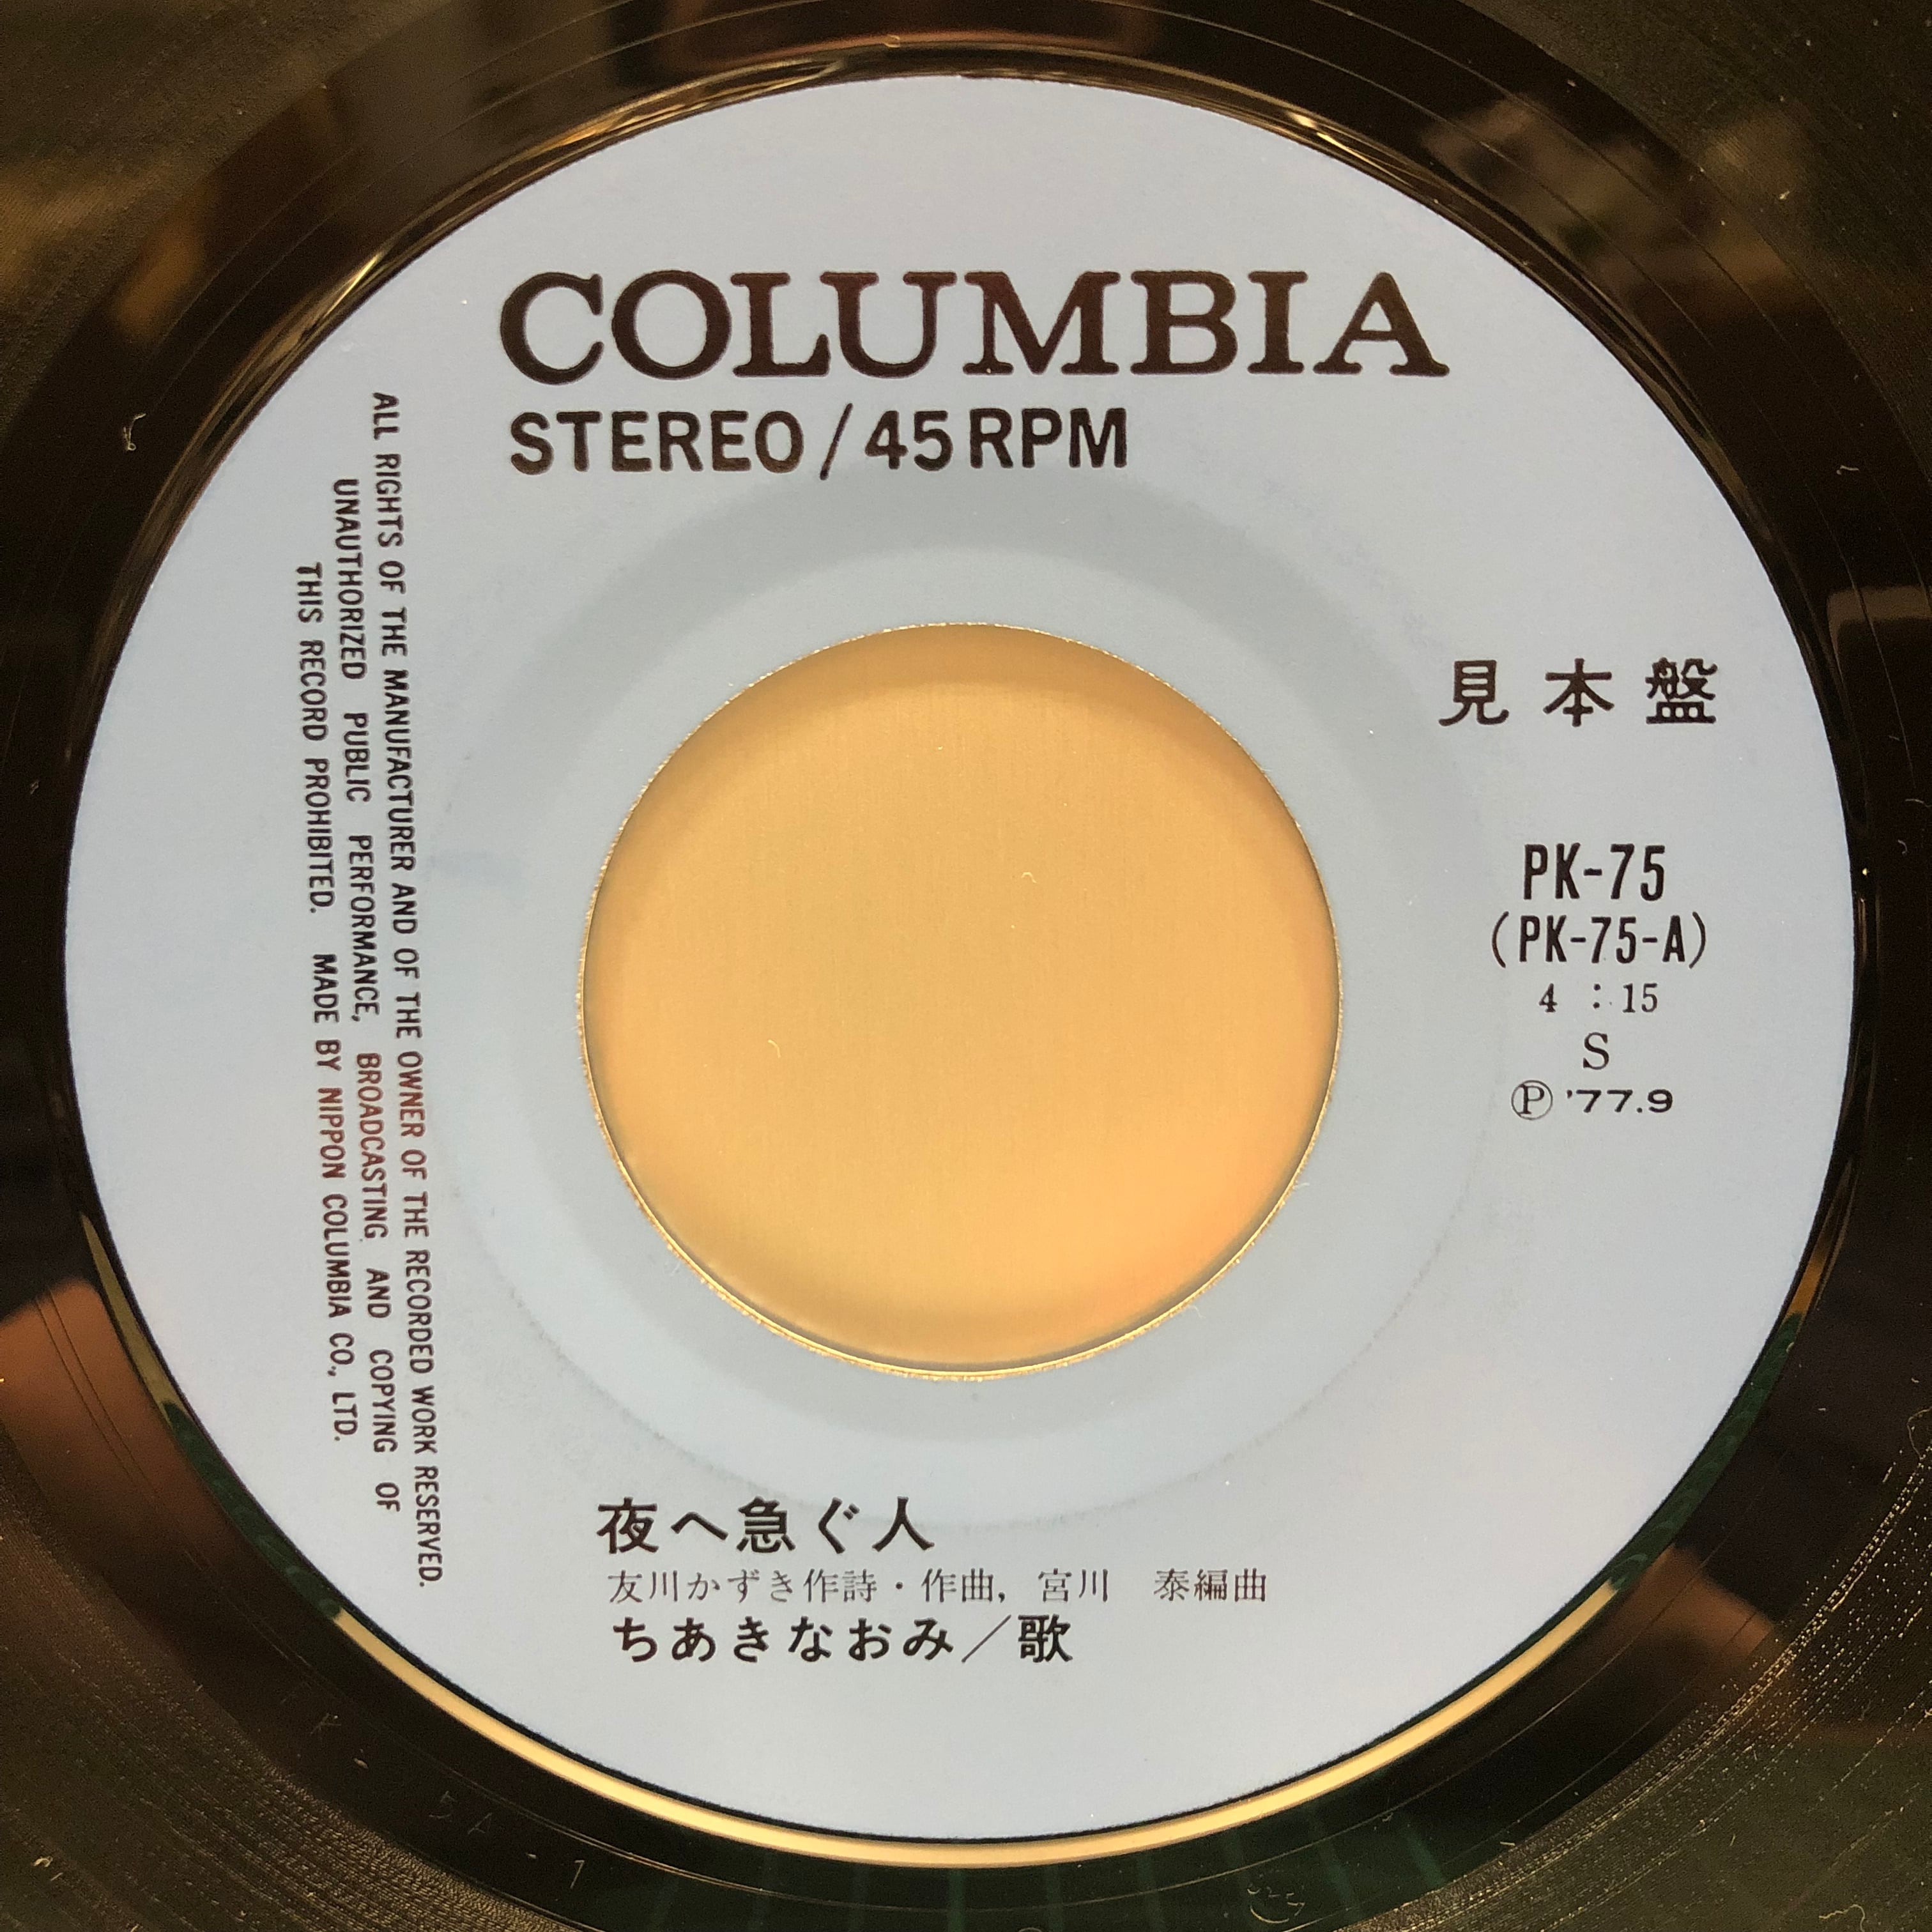 COLUMBIA
STEREO/45RPM
見本盤
PK-75
(PK-75-A)
4:15
S
Ⓟ'77.9
ALL RIGHTS OF THE MANUFACTURER AND OF THE OWNER OF THE RECORDED WORK RESERVED.
UNAUTHORIZED PUBLIC PERFORMANCE, BROADCASTING AND COPYING OF
THIS RECORD PROHIBITED. MADE BY NIPPON COLUMBIA CO., LTD.
夜へ急ぐ人
友川かずき作詩・作曲, 宮川 泰編曲
ちあきなおみ／歌